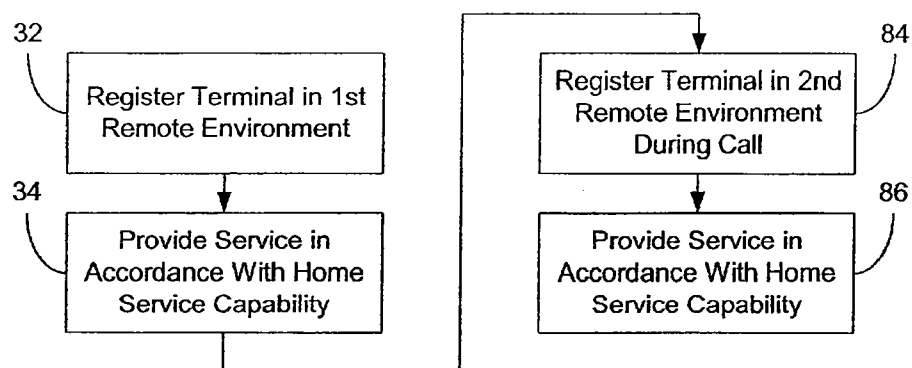 32
Register Terminal in 1st
Remote Environment
34
Provide Service in
Accordance With Home
Service Capability
84
Register Terminal in 2nd
Remote Environment
During Call
86
Provide Service in
Accordance With Home
Service Capability